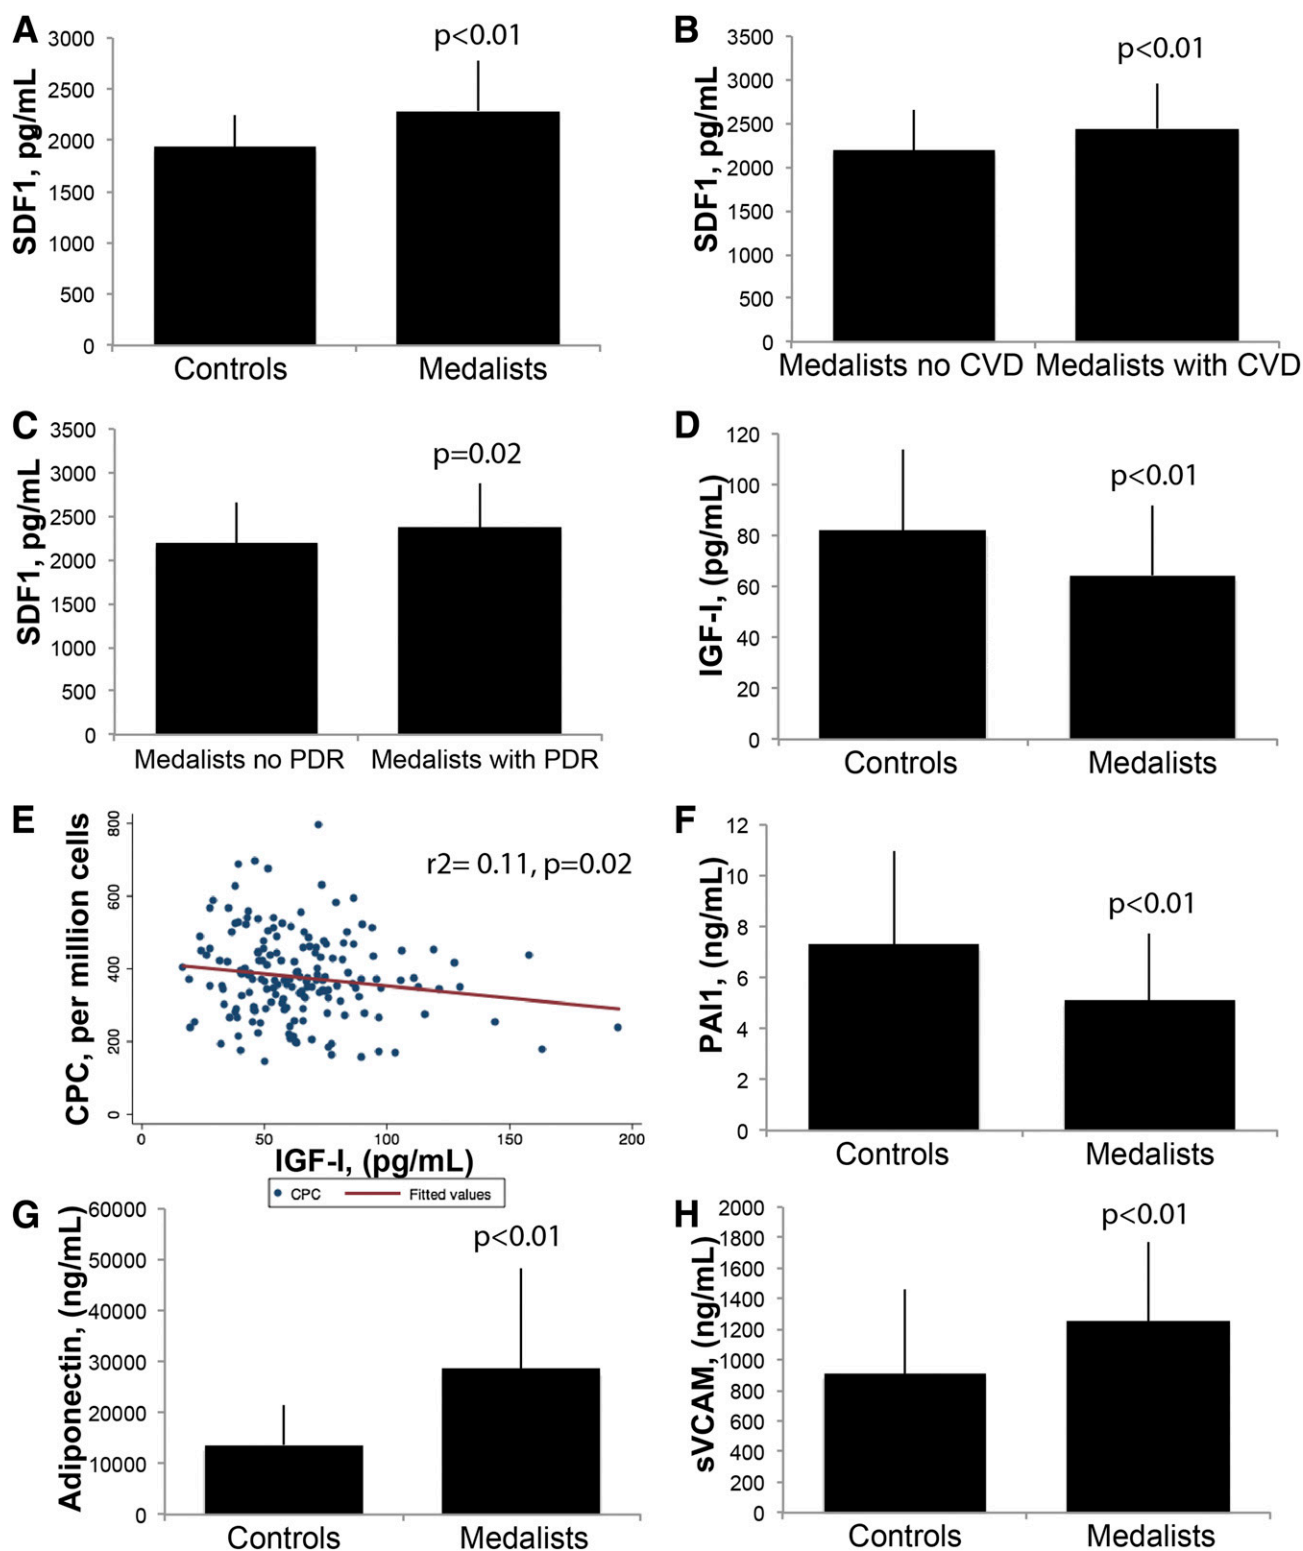 A
SDF1, pg/mL
3000
2500
2000
1500
1000
500
0
p<0.01
Controls
Medalists
B
SDF1, pg/mL
3500
3000
2500
2000
1500
1000
500
0
p<0.01
Medalists no CVD
Medalists with CVD
C
SDF1, pg/mL
3500
3000
2500
2000
1500
1000
500
0
p=0.02
Medalists no PDR
Medalists with PDR
D
IGF-I, (pg/mL)
120
100
80
60
40
20
0
p<0.01
Controls
Medalists
E
CPC, per million cells
800
600
400
200
0
r2= 0.11, p=0.02
0
50
100
150
200
IGF-I, (pg/mL)
CPC
Fitted values
F
PAI1, (ng/mL)
12
10
8
6
4
2
0
p<0.01
Controls
Medalists
G
Adiponectin, (ng/mL)
60000
50000
40000
30000
20000
10000
0
p<0.01
Controls
Medalists
H
sVCAM, (ng/mL)
2000
1800
1600
1400
1200
1000
800
600
400
200
0
p<0.01
Controls
Medalists